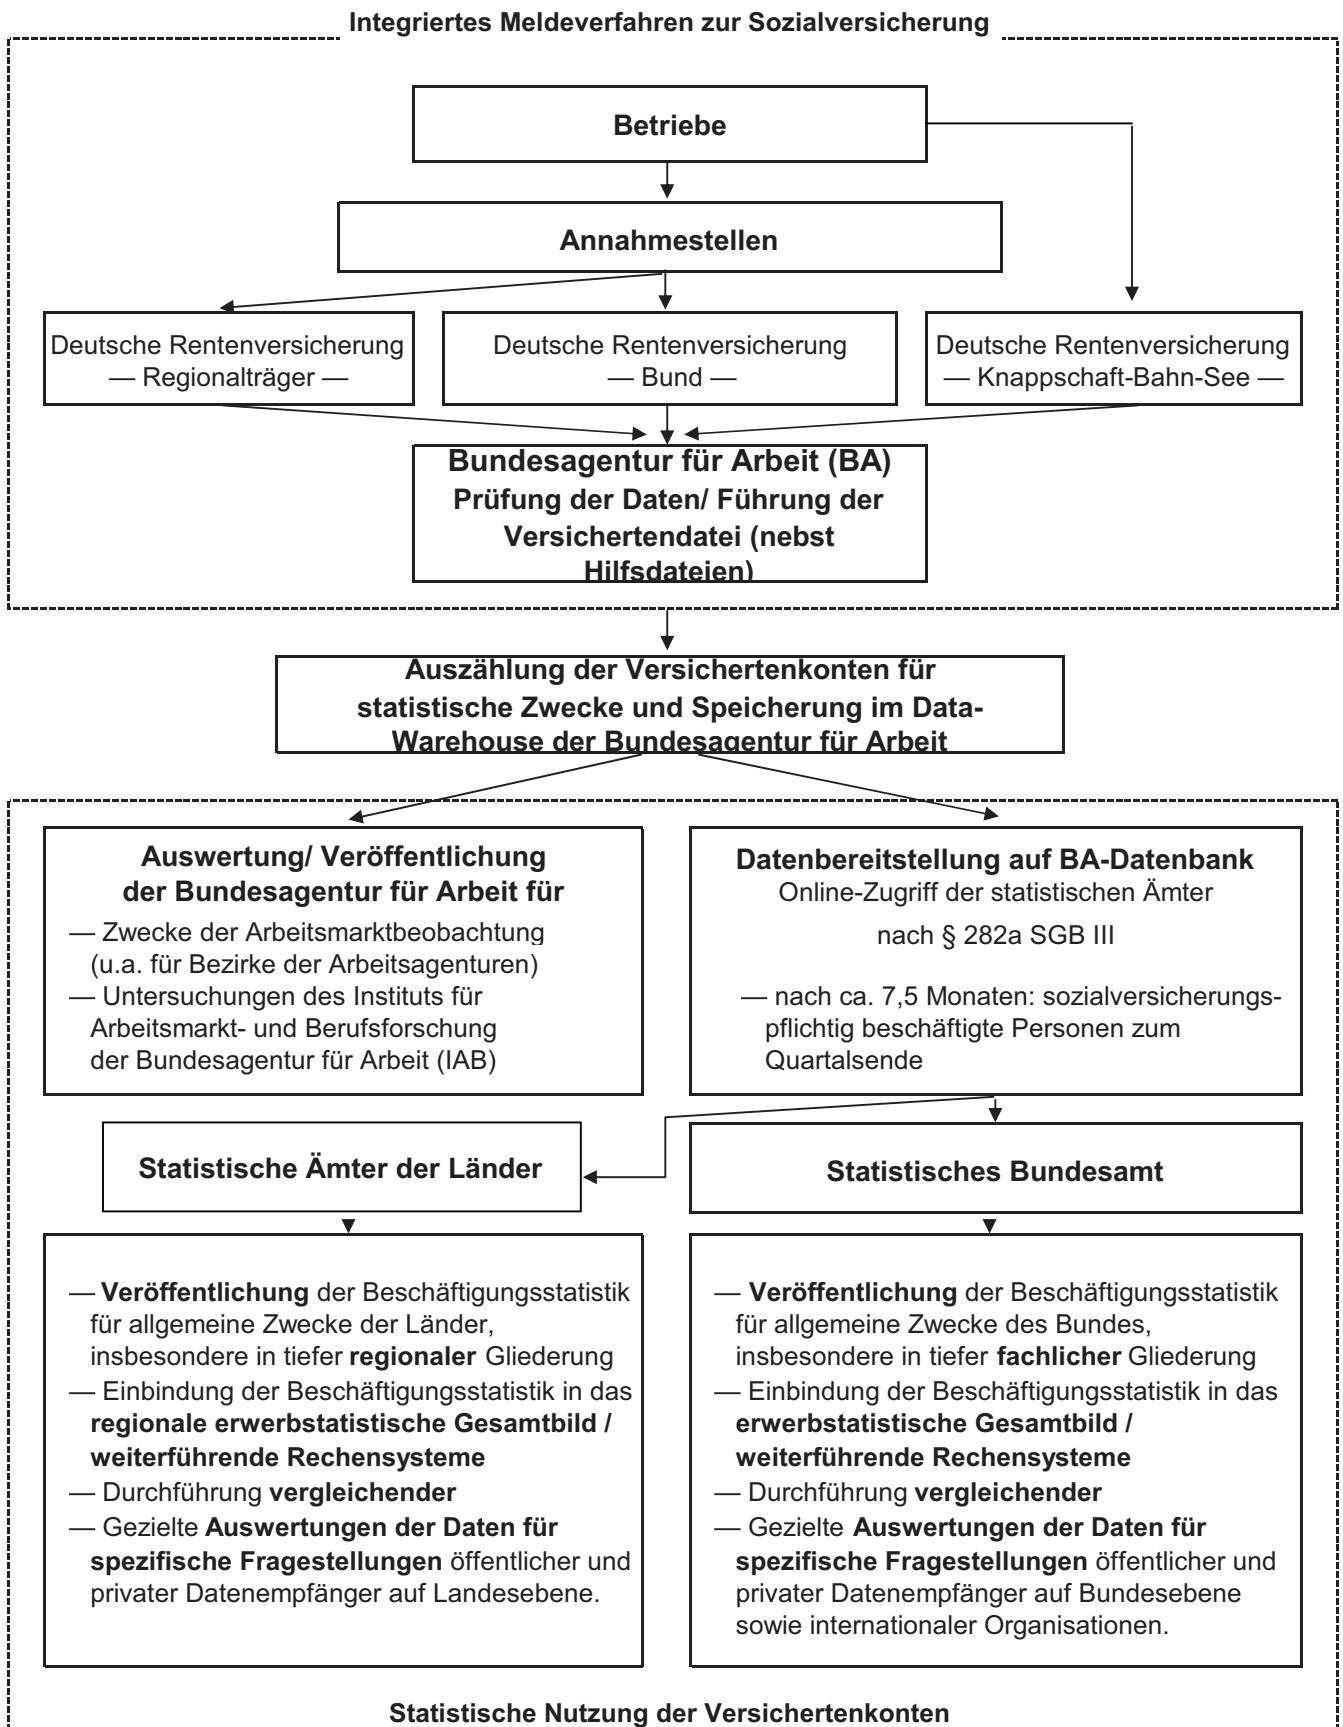 Integriertes Meldeverfahren zur Sozialversicherung
Betriebe
Annahmestellen
Deutsche Rentenversicherung
— Regionalträger —
Deutsche Rentenversicherung
— Bund —
Deutsche Rentenversicherung
— Knappschaft-Bahn-See —
Bundesagentur für Arbeit (BA)
Prüfung der Daten/ Führung der
Versichertendatei (nebst
Hilfsdateien)
Auszählung der Versichertenkonten für
statistische Zwecke und Speicherung im Data-
Warehouse der Bundesagentur für Arbeit
Auswertung/ Veröffentlichung
der Bundesagentur für Arbeit für
— Zwecke der Arbeitsmarktbeobachtung
(u.a. für Bezirke der Arbeitsagenturen)
— Untersuchungen des Instituts für
Arbeitsmarkt- und Berufsforschung
der Bundesagentur für Arbeit (IAB)
Datenbereitstellung auf BA-Datenbank
Online-Zugriff der statistischen Ämter
nach § 282a SGB III
— nach ca. 7,5 Monaten: sozialversicherungs-
pflichtig beschäftigte Personen zum
Quartalsende
Statistische Ämter der Länder
Statistisches Bundesamt
— Veröffentlichung der Beschäftigungsstatistik
für allgemeine Zwecke der Länder,
insbesondere in tiefer regionaler Gliederung
— Einbindung der Beschäftigungsstatistik in das
regionale erwerbstatistische Gesamtbild /
weiterführende Rechensysteme
— Durchführung vergleichender
— Gezielte Auswertungen der Daten für
spezifische Fragestellungen öffentlicher und
privater Datenempfänger auf Landesebene.
— Veröffentlichung der Beschäftigungsstatistik
für allgemeine Zwecke des Bundes,
insbesondere in tiefer fachlicher Gliederung
— Einbindung der Beschäftigungsstatistik in das
erwerbstatistische Gesamtbild /
weiterführende Rechensysteme
— Durchführung vergleichender
— Gezielte Auswertungen der Daten für
spezifische Fragestellungen öffentlicher und
privater Datenempfänger auf Bundesebene
sowie internationaler Organisationen.
Statistische Nutzung der Versichertenkonten